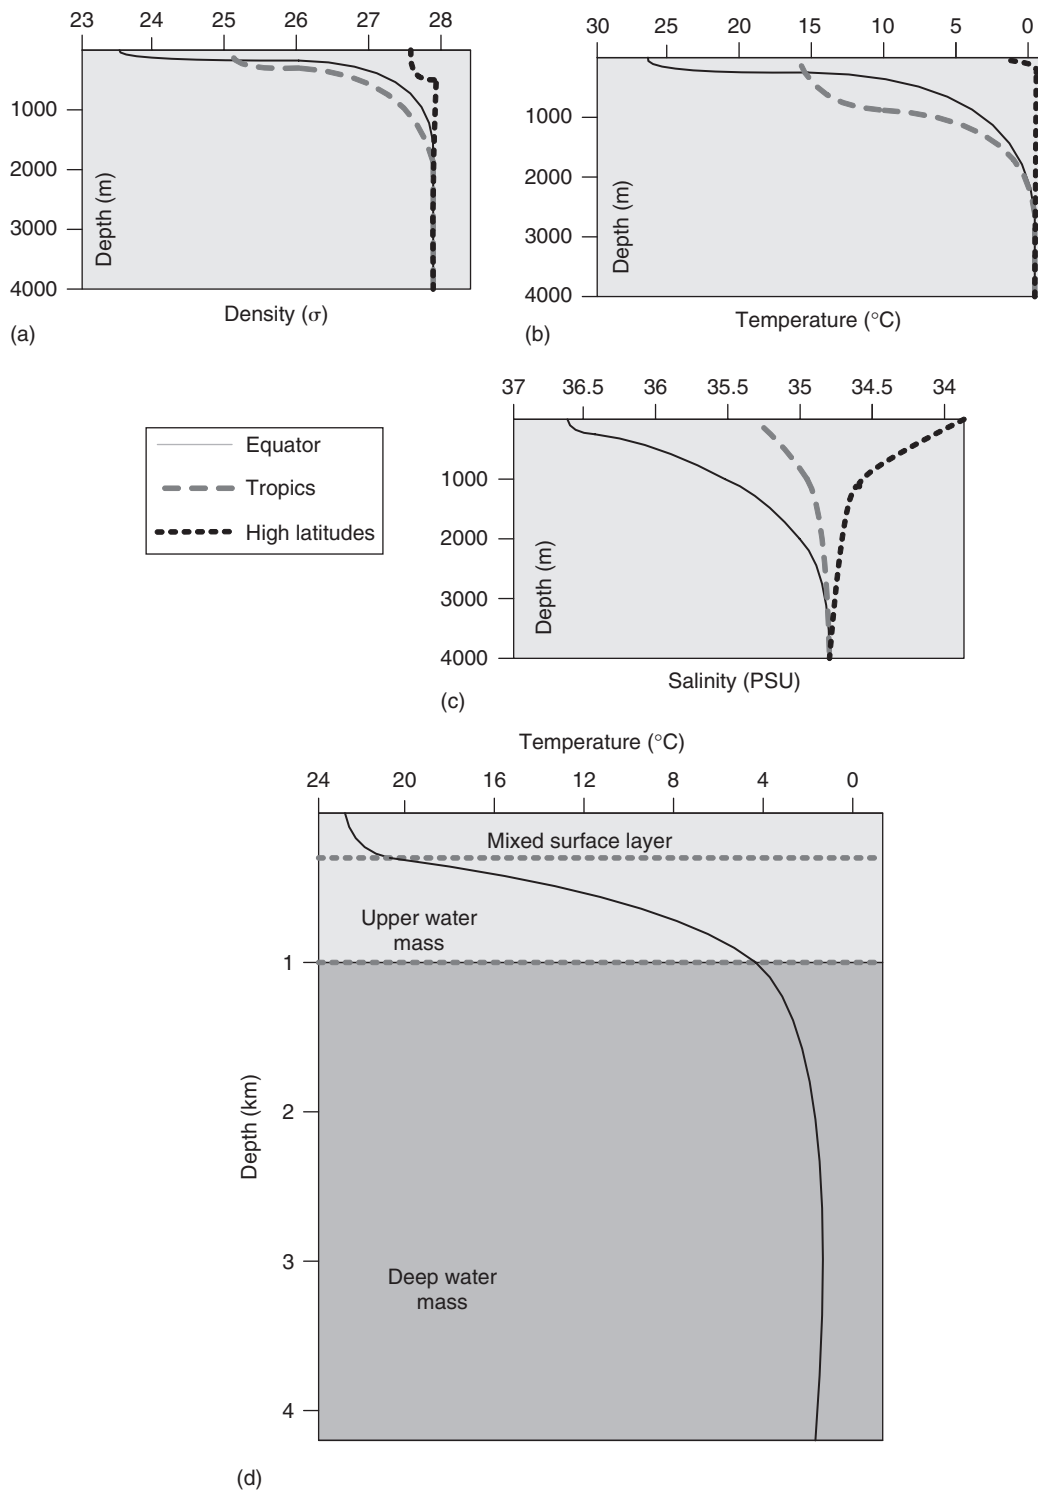 23 24 25 26 27 28
1000
2000
3000
4000
Depth (m)
Density (σ)
(a)
30 25 20 15 10 5 0
1000
2000
3000
4000
Depth (m)
Temperature (°C)
(b)
37 36.5 36 35.5 35 34.5 34
1000
2000
3000
4000
Depth (m)
Salinity (PSU)
(c)
Equator
Tropics
High latitudes
Temperature (°C)
24 20 16 12 8 4 0
Mixed surface layer
Upper water
mass
1
2
3
4
Depth (km)
Deep water
mass
(d)